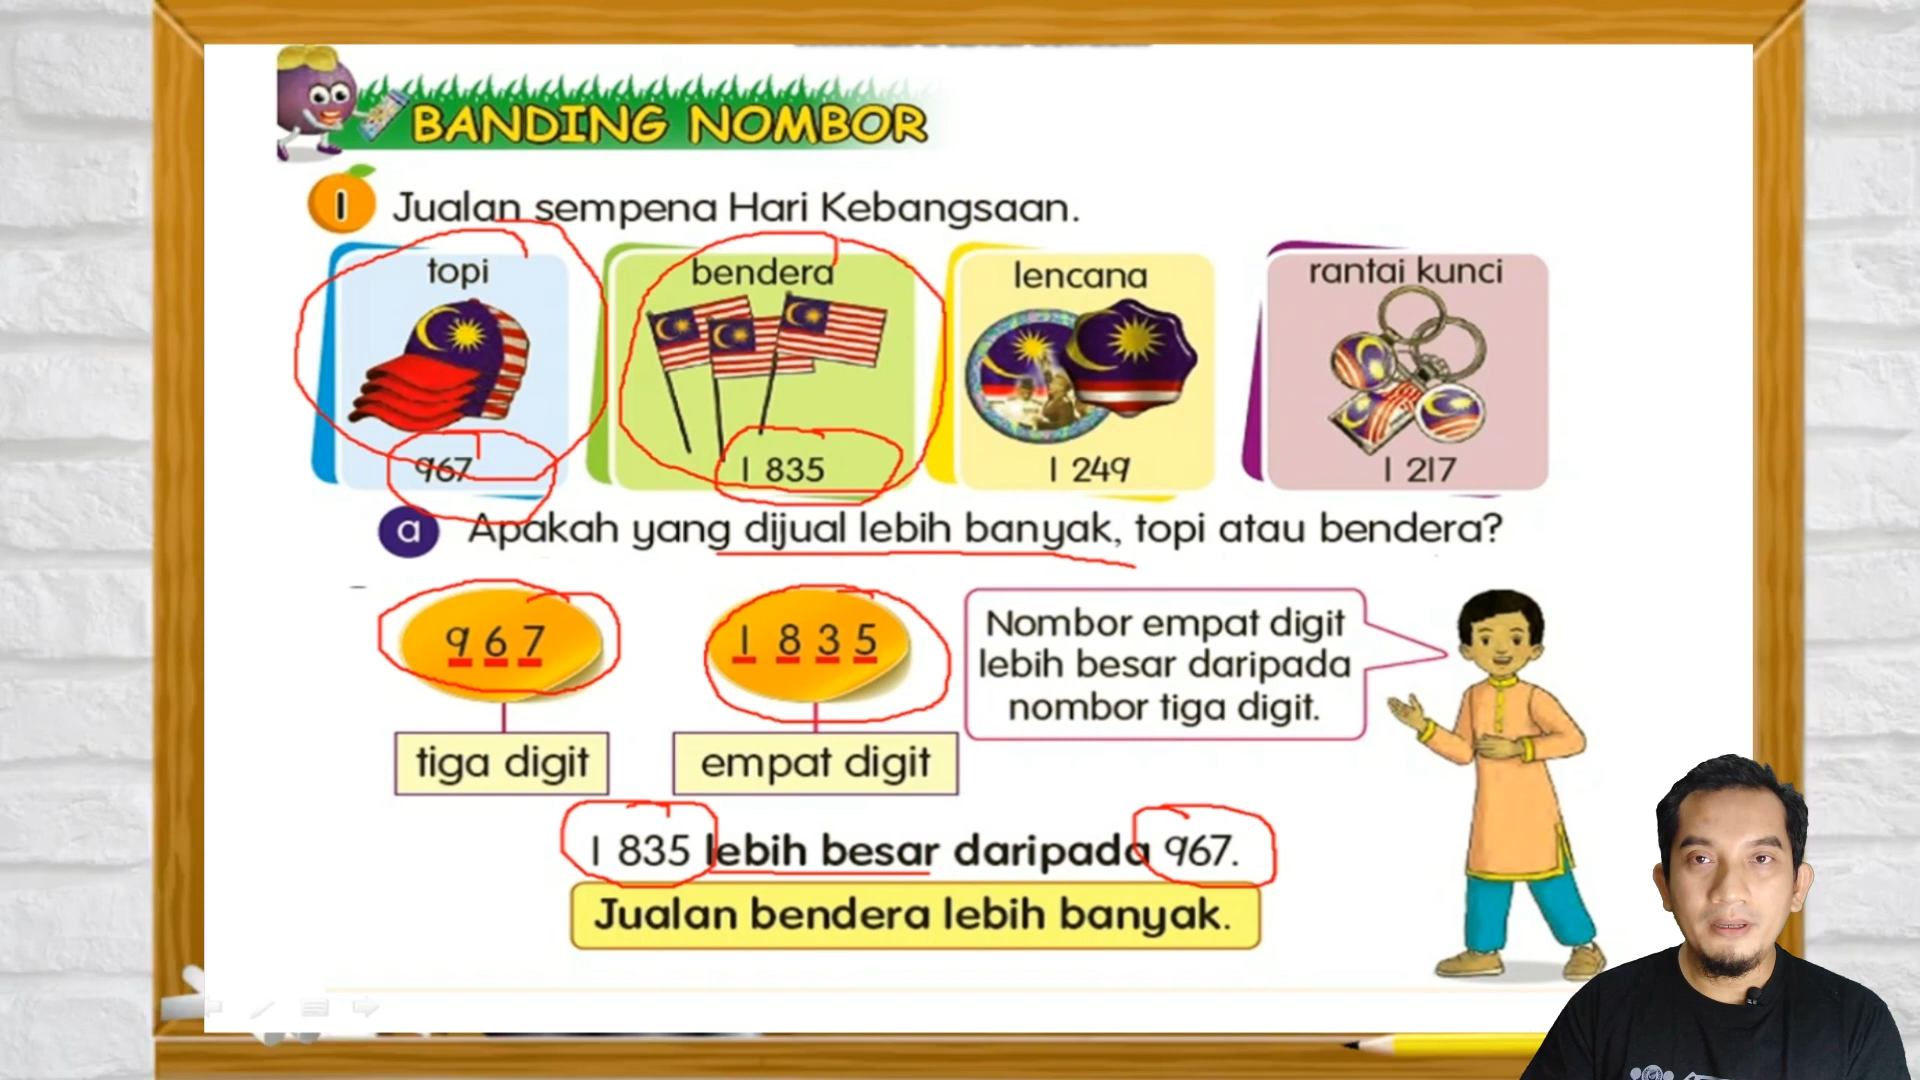 BANDING NOMBOR
1 Jualan sempena Hari Kebangsaan.
topi bendera lencana rantai kunci
967 1 835 1 249 1 217
a Apakah yang dijual lebih banyak, topi atau bendera?
9 6 7 1 8 3 5
Nombor empat digit
lebih besar daripada
nombor tiga digit.
tiga digit empat digit
1 835 lebih besar daripada 967.
Jualan bendera lebih banyak.